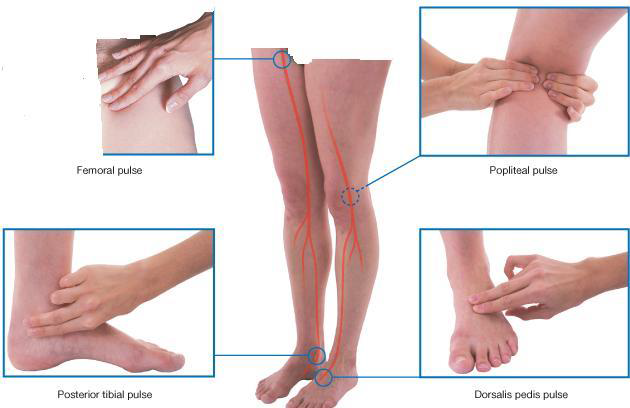 Femoral pulse
Popliteal pulse
Posterior tibial pulse
Dorsalis pedis pulse